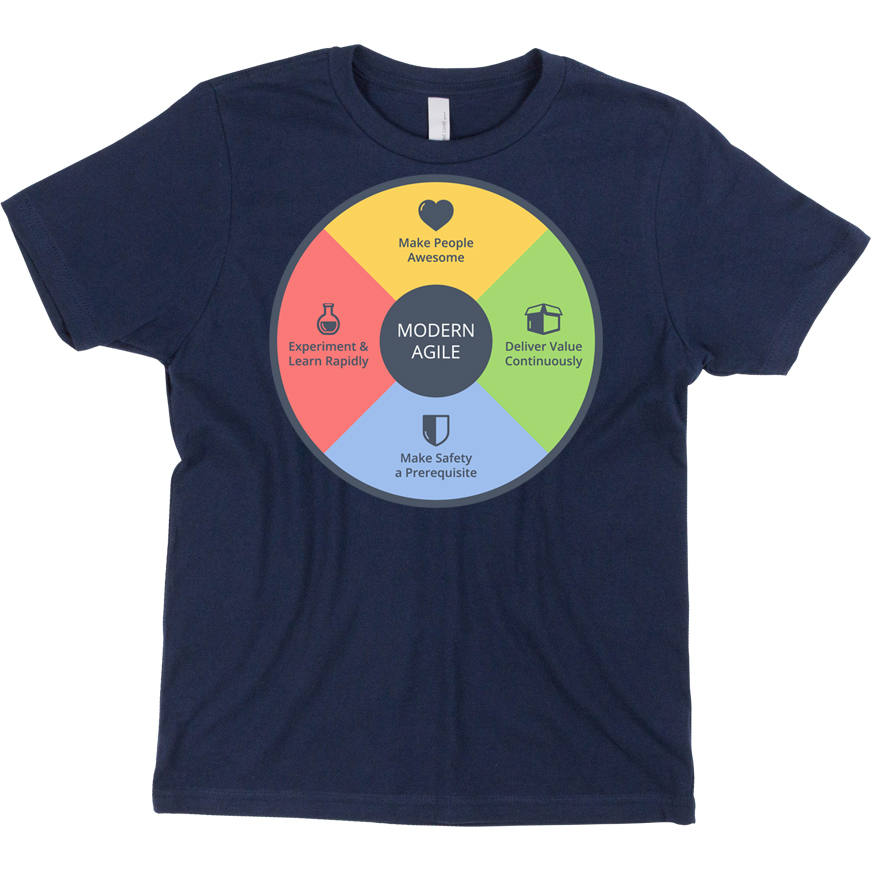 Make People
Awesome
Experiment &
Learn Rapidly
MODERN
AGILE
Deliver Value
Continuously
Make Safety
a Prerequisite